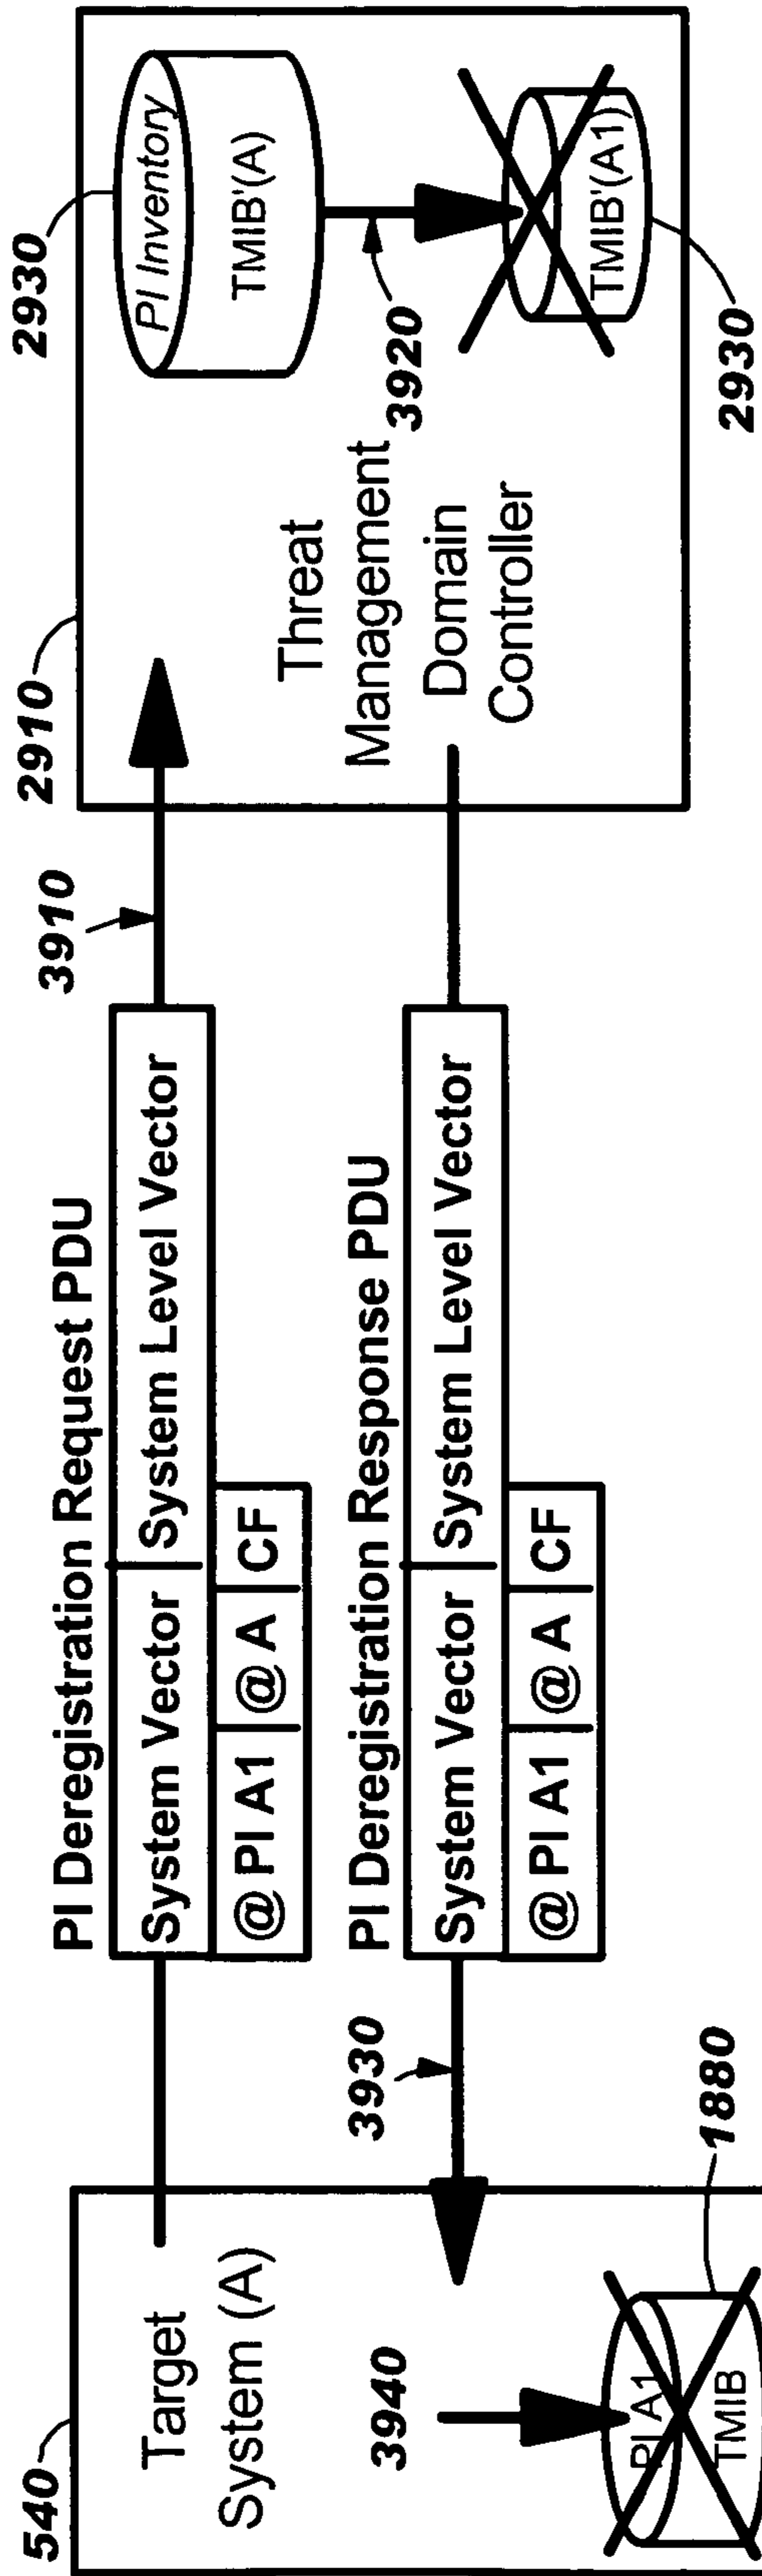 540
Target
System (A)
3940
PI A1
TMIB
1880
PI Deregistration Request PDU
System Vector
System Level Vector
@ PI A1
@ A
CF
3910
PI Deregistration Response PDU
System Vector
System Level Vector
@ PI A1
@ A
CF
3930
2910
Threat
Management
Domain
Controller
2930
PI Inventory
TMIB'(A)
3920
TMIB'(A1)
2930